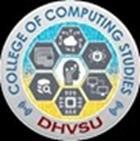 COLLEGE OF COMPUTING STUDIES
DHVSU